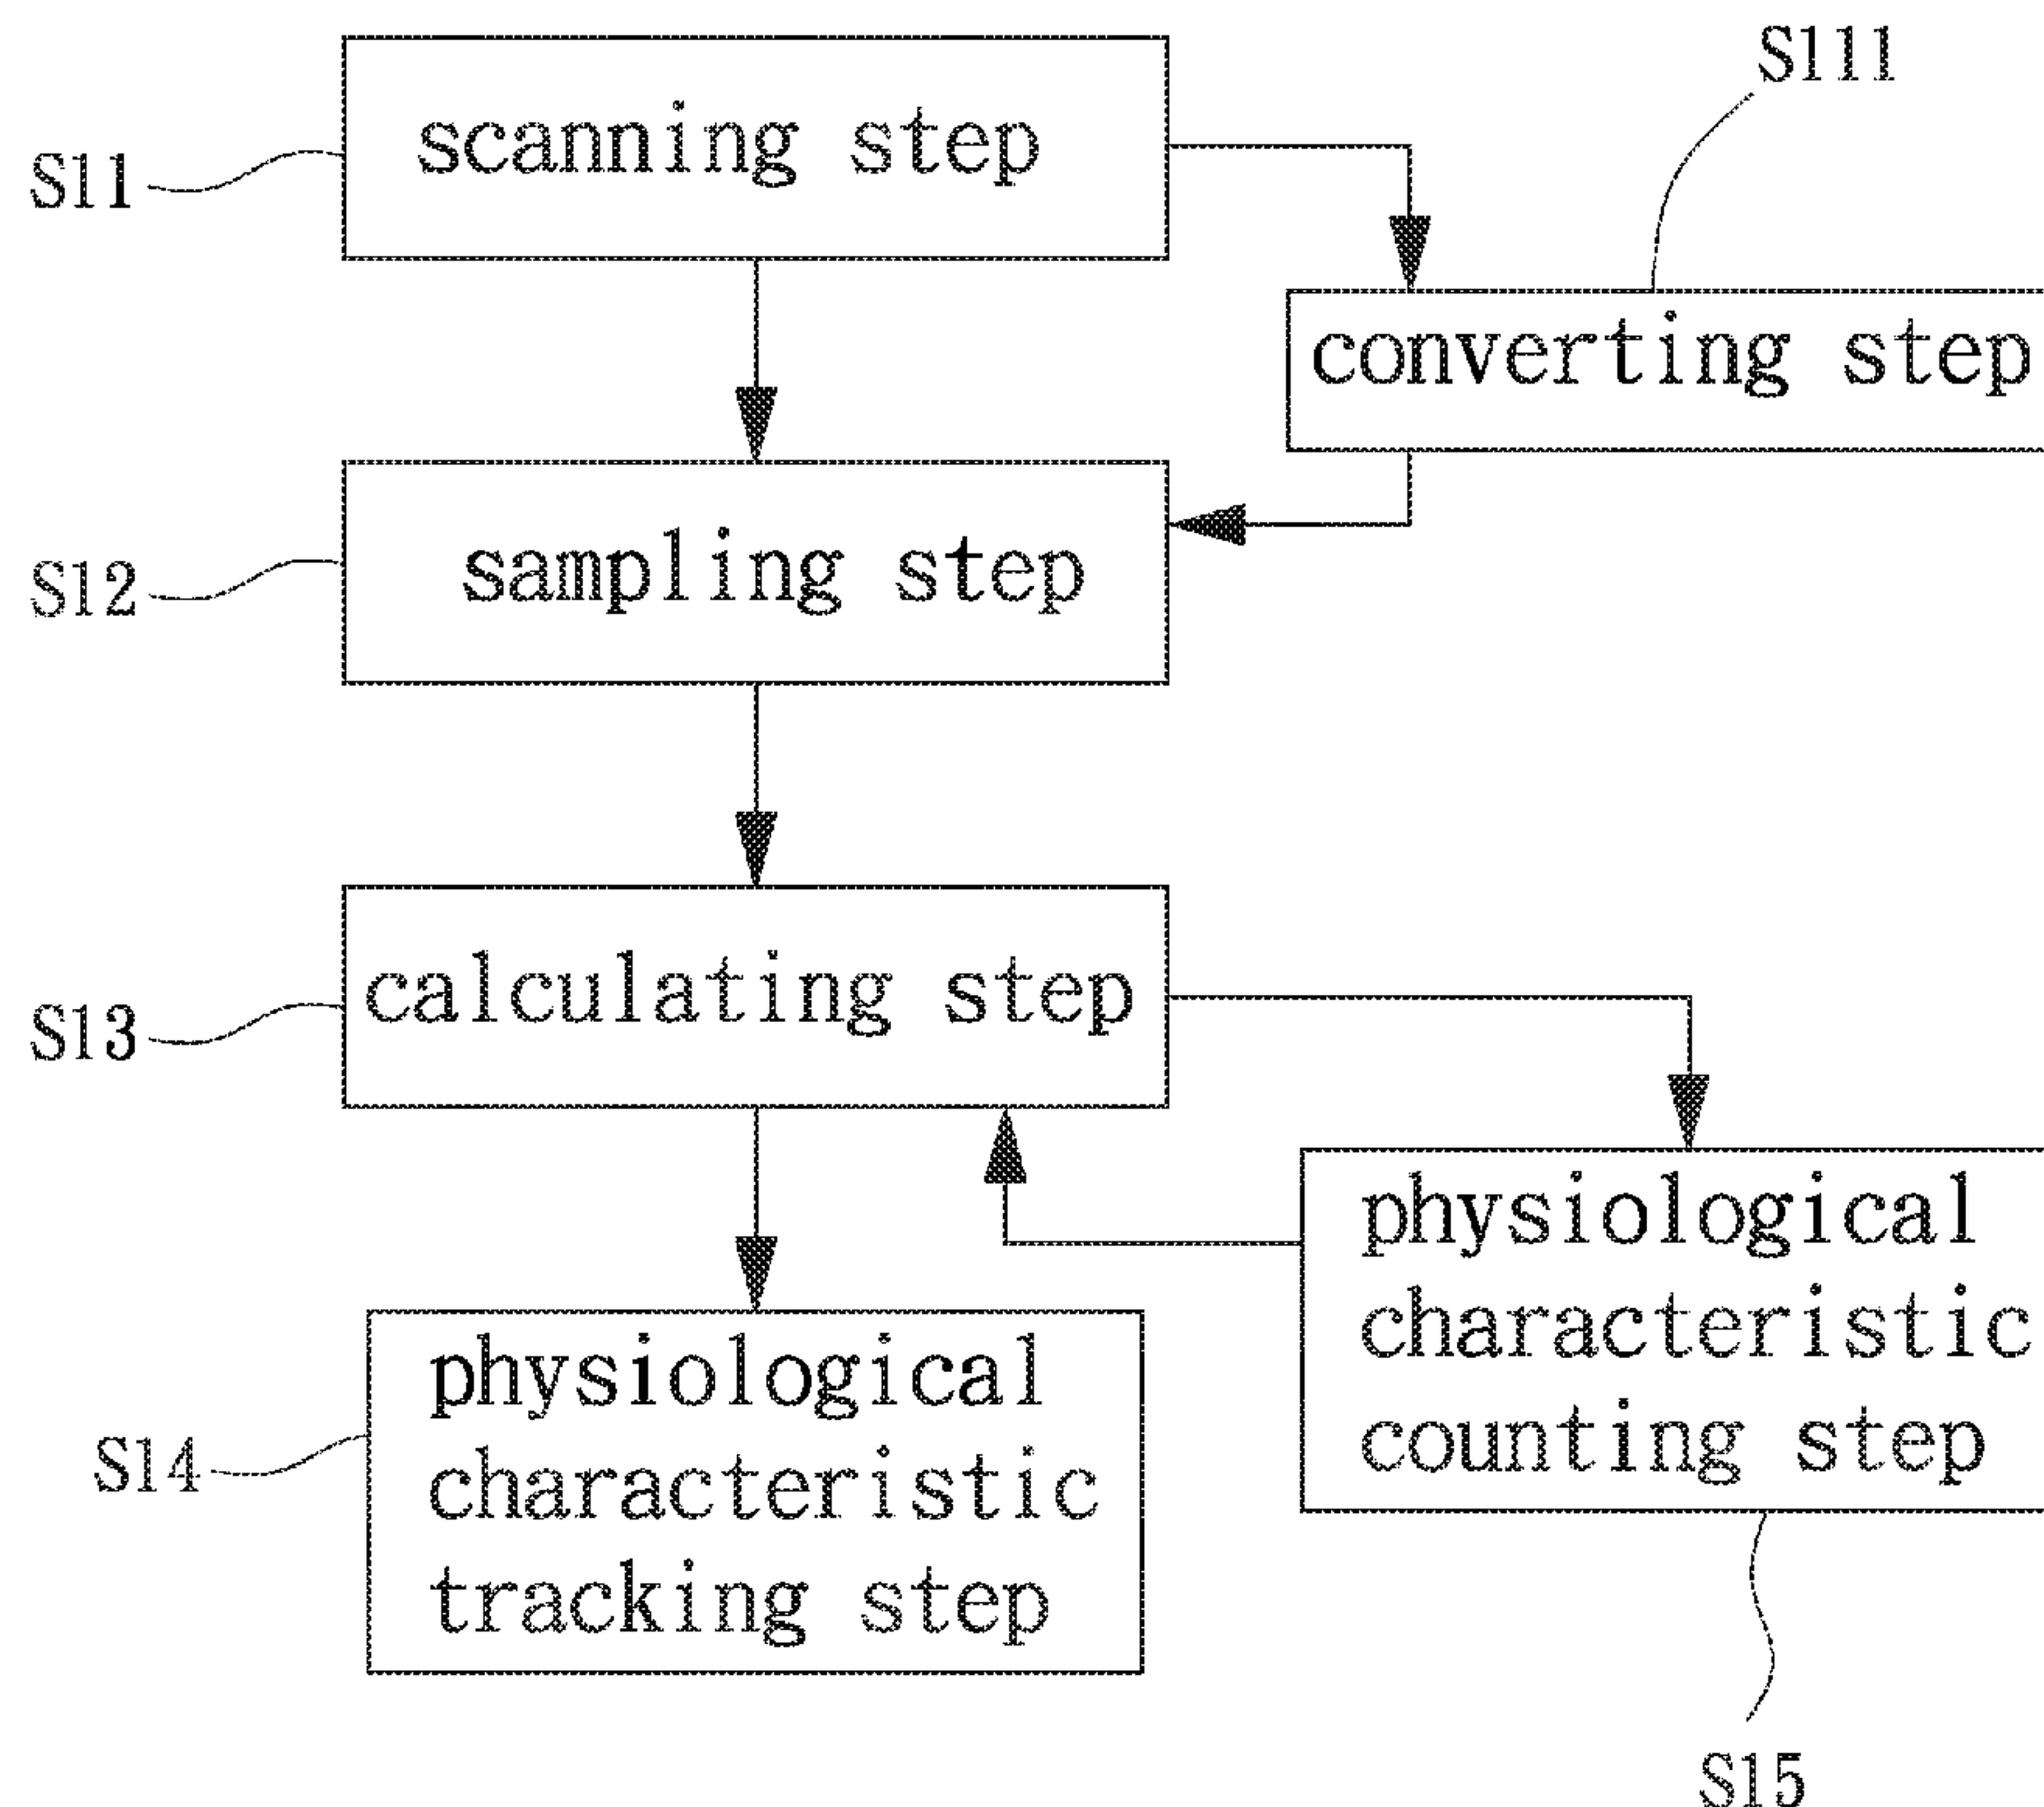 scanning step
S111
S11
converting step
sampling step
S12
calculating step
S13
physiological
characteristic
counting step
physiological
characteristic
tracking step
S14
S15